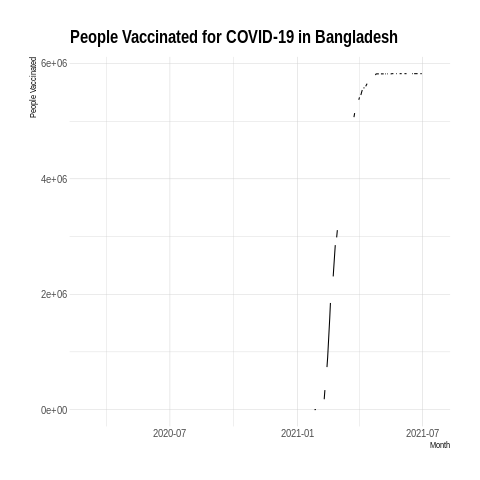 People Vaccinated for COVID-19 in Bangladesh
People Vaccinated
6e+06
4e+06
2e+06
0e+00
2020-07
2021-01
2021-07
Month